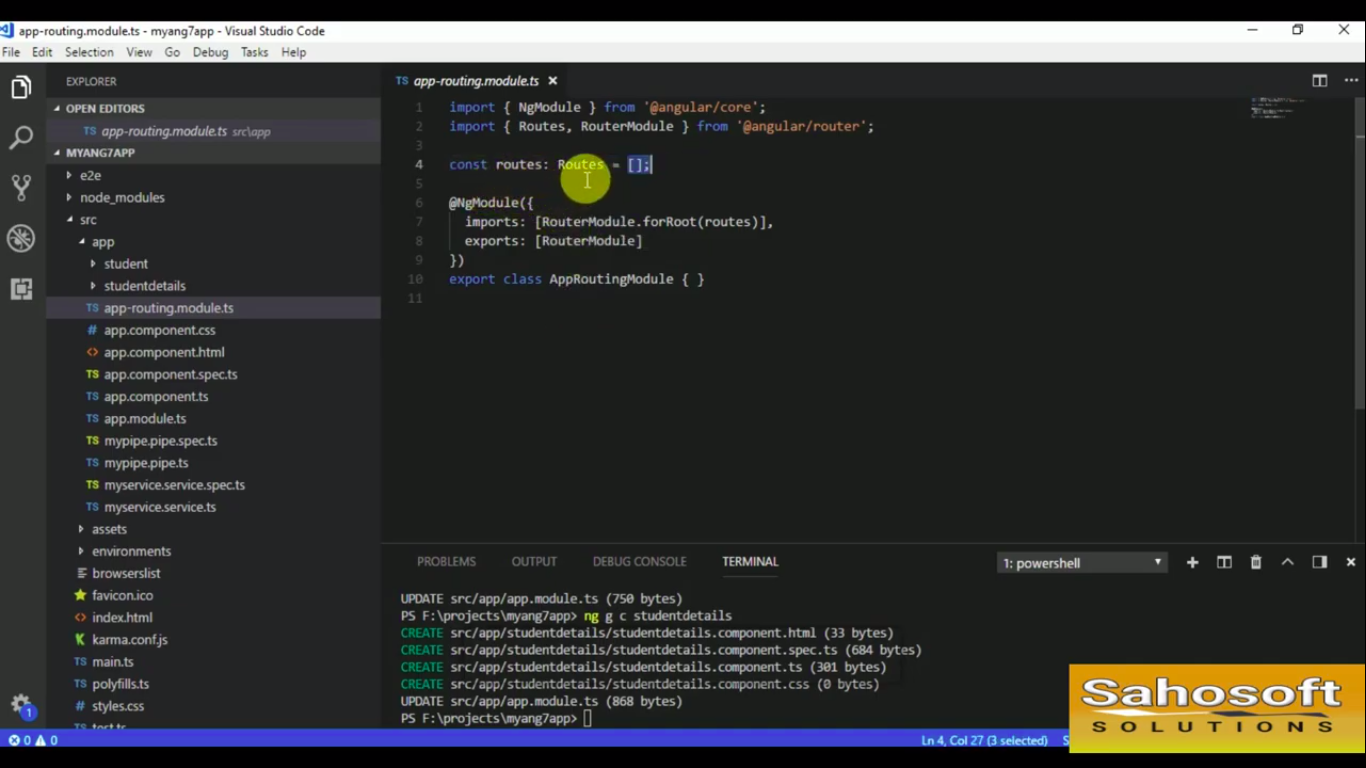 app-routing.module.ts - myang7app - Visual Studio Code
File Edit Selection View Go Debug Tasks Help
EXPLORER
OPEN EDITORS
TS app-routing.module.ts src\app
MYANG7APP
e2e
node_modules
src
app
student
studentdetails
TS app-routing.module.ts
# app.component.css
<> app.component.html
TS app.component.spec.ts
TS app.component.ts
TS app.module.ts
TS mypipe.pipe.spec.ts
TS mypipe.pipe.ts
TS myservice.service.spec.ts
TS myservice.service.ts
assets
environments
browserslist
favicon.ico
<> index.html
K karma.conf.js
TS main.ts
TS polyfills.ts
# styles.css
TS test.ts
1
TS app-routing.module.ts
1 import { NgModule } from '@angular/core';
2 import { Routes, RouterModule } from '@angular/router';
3
4 const routes: Routes = [];
5
6 @NgModule({
7 imports: [RouterModule.forRoot(routes)],
8 exports: [RouterModule]
9 })
10 export class AppRoutingModule { }
11
PROBLEMS OUTPUT DEBUG CONSOLE TERMINAL 1: powershell
UPDATE src/app/app.module.ts (750 bytes)
PS F:\projects\myang7app> ng g c studentdetails
CREATE src/app/studentdetails/studentdetails.component.html (33 bytes)
CREATE src/app/studentdetails/studentdetails.component.spec.ts (684 bytes)
CREATE src/app/studentdetails/studentdetails.component.ts (301 bytes)
CREATE src/app/studentdetails/studentdetails.component.css (0 bytes)
UPDATE src/app/app.module.ts (868 bytes)
PS F:\projects\myang7app>
0 0 Ln 4, Col 27 (3 selected)
Sahosoft
SOLUTIONS